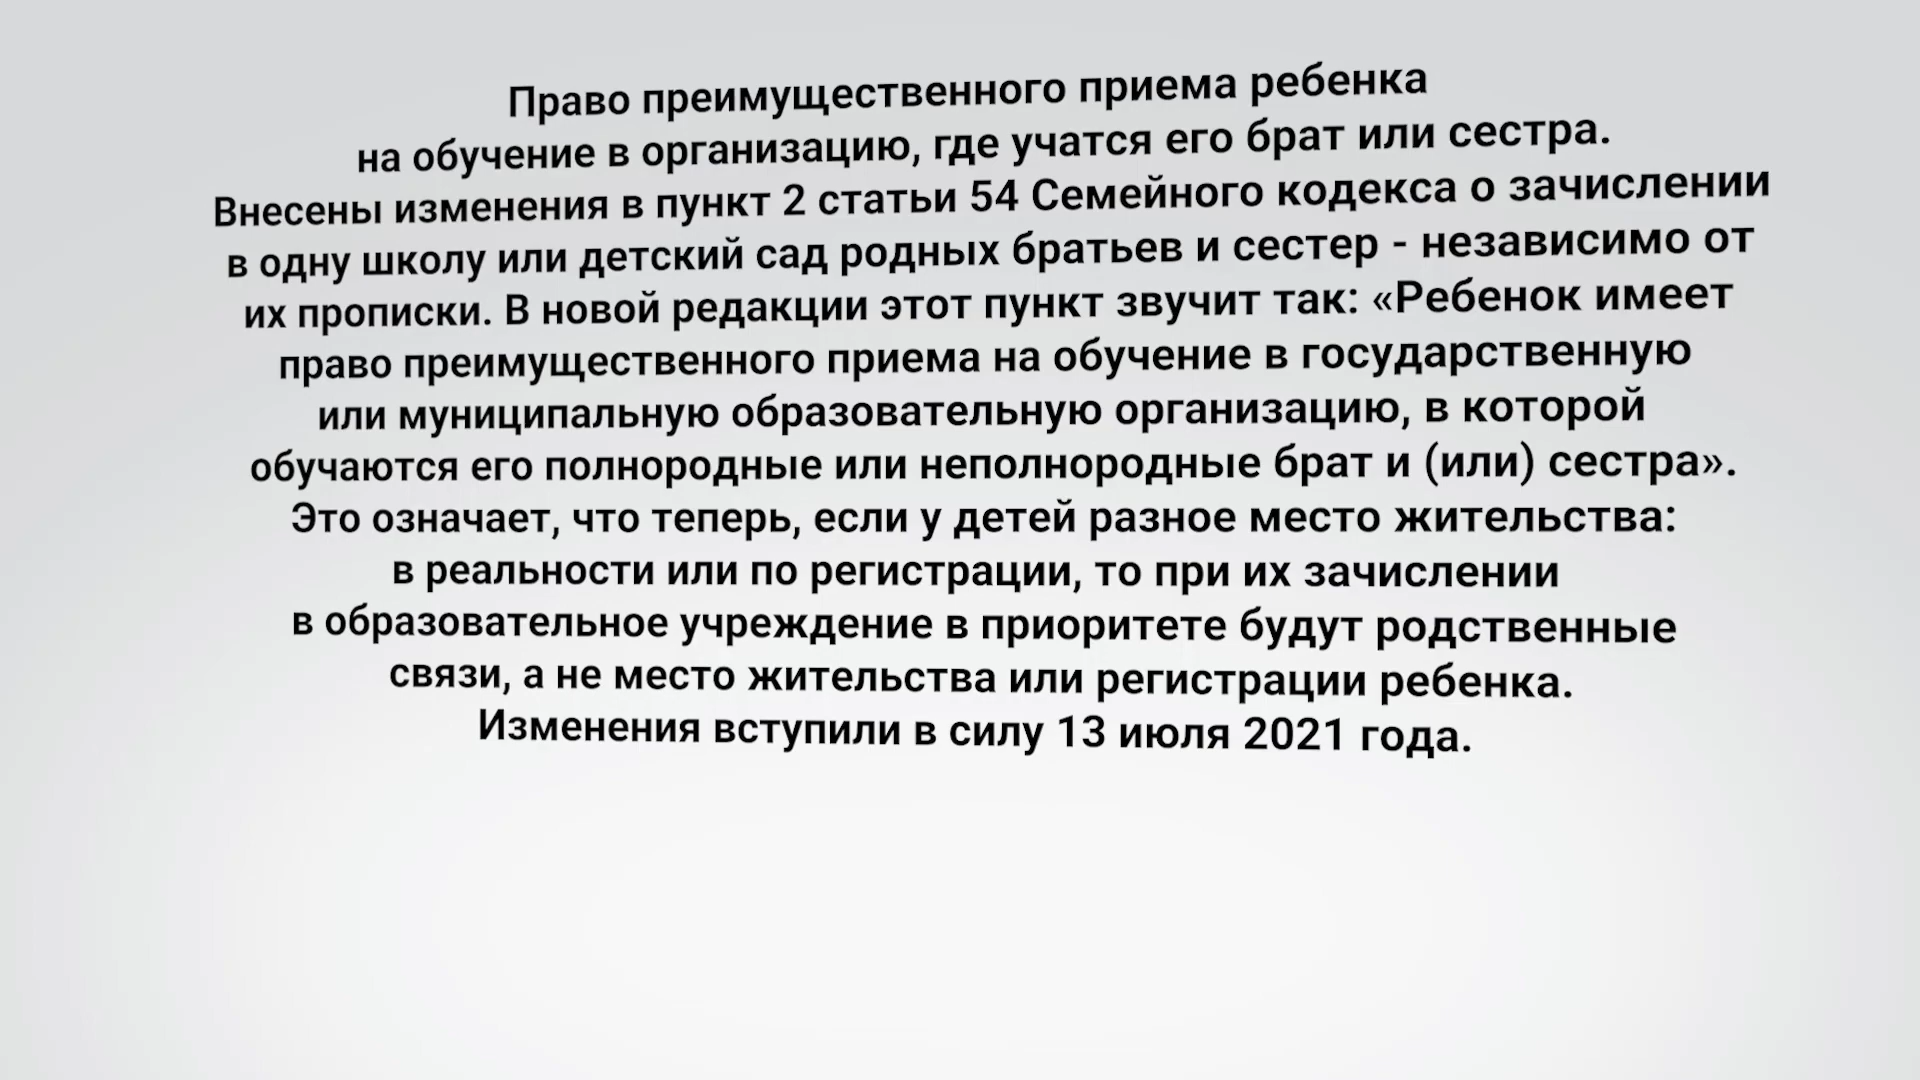 Право преимущественного приема ребенка
на обучение в организацию, где учатся его брат или сестра.
Внесены изменения в пункт 2 статьи 54 Семейного кодекса о зачислении
в одну школу или детский сад родных братьев и сестер - независимо от
их прописки. В новой редакции этот пункт звучит так: «Ребенок имеет
право преимущественного приема на обучение в государственную
или муниципальную образовательную организацию, в которой
обучаются его полнородные или неполнородные брат и (или) сестра».
Это означает, что теперь, если у детей разное место жительства:
в реальности или по регистрации, то при их зачислении
в образовательное учреждение в приоритете будут родственные
связи, а не место жительства или регистрации ребенка.
Изменения вступили в силу 13 июля 2021 года.